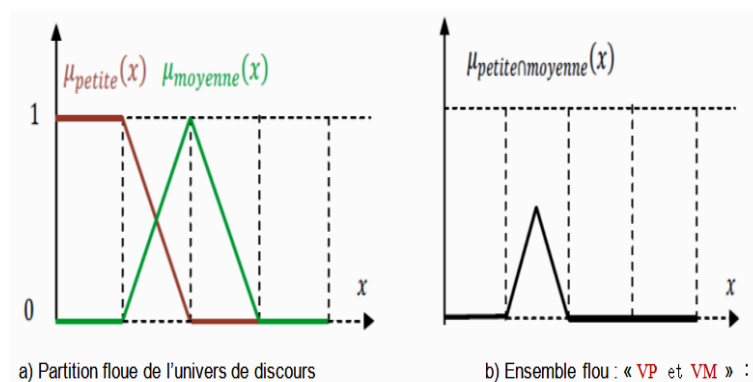 μpetite(x) μmoyenne(x)
1
0
x
a) Partition floue de l'univers de discours
μpetite∩moyenne(x)
x
b) Ensemble flou : « VP et VM » :